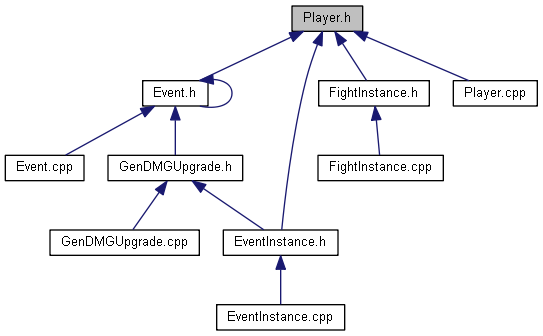 Player.h
Event.h
FightInstance.h
Player.cpp
Event.cpp
GenDMGUpgrade.h
FightInstance.cpp
GenDMGUpgrade.cpp
EventInstance.h
EventInstance.cpp